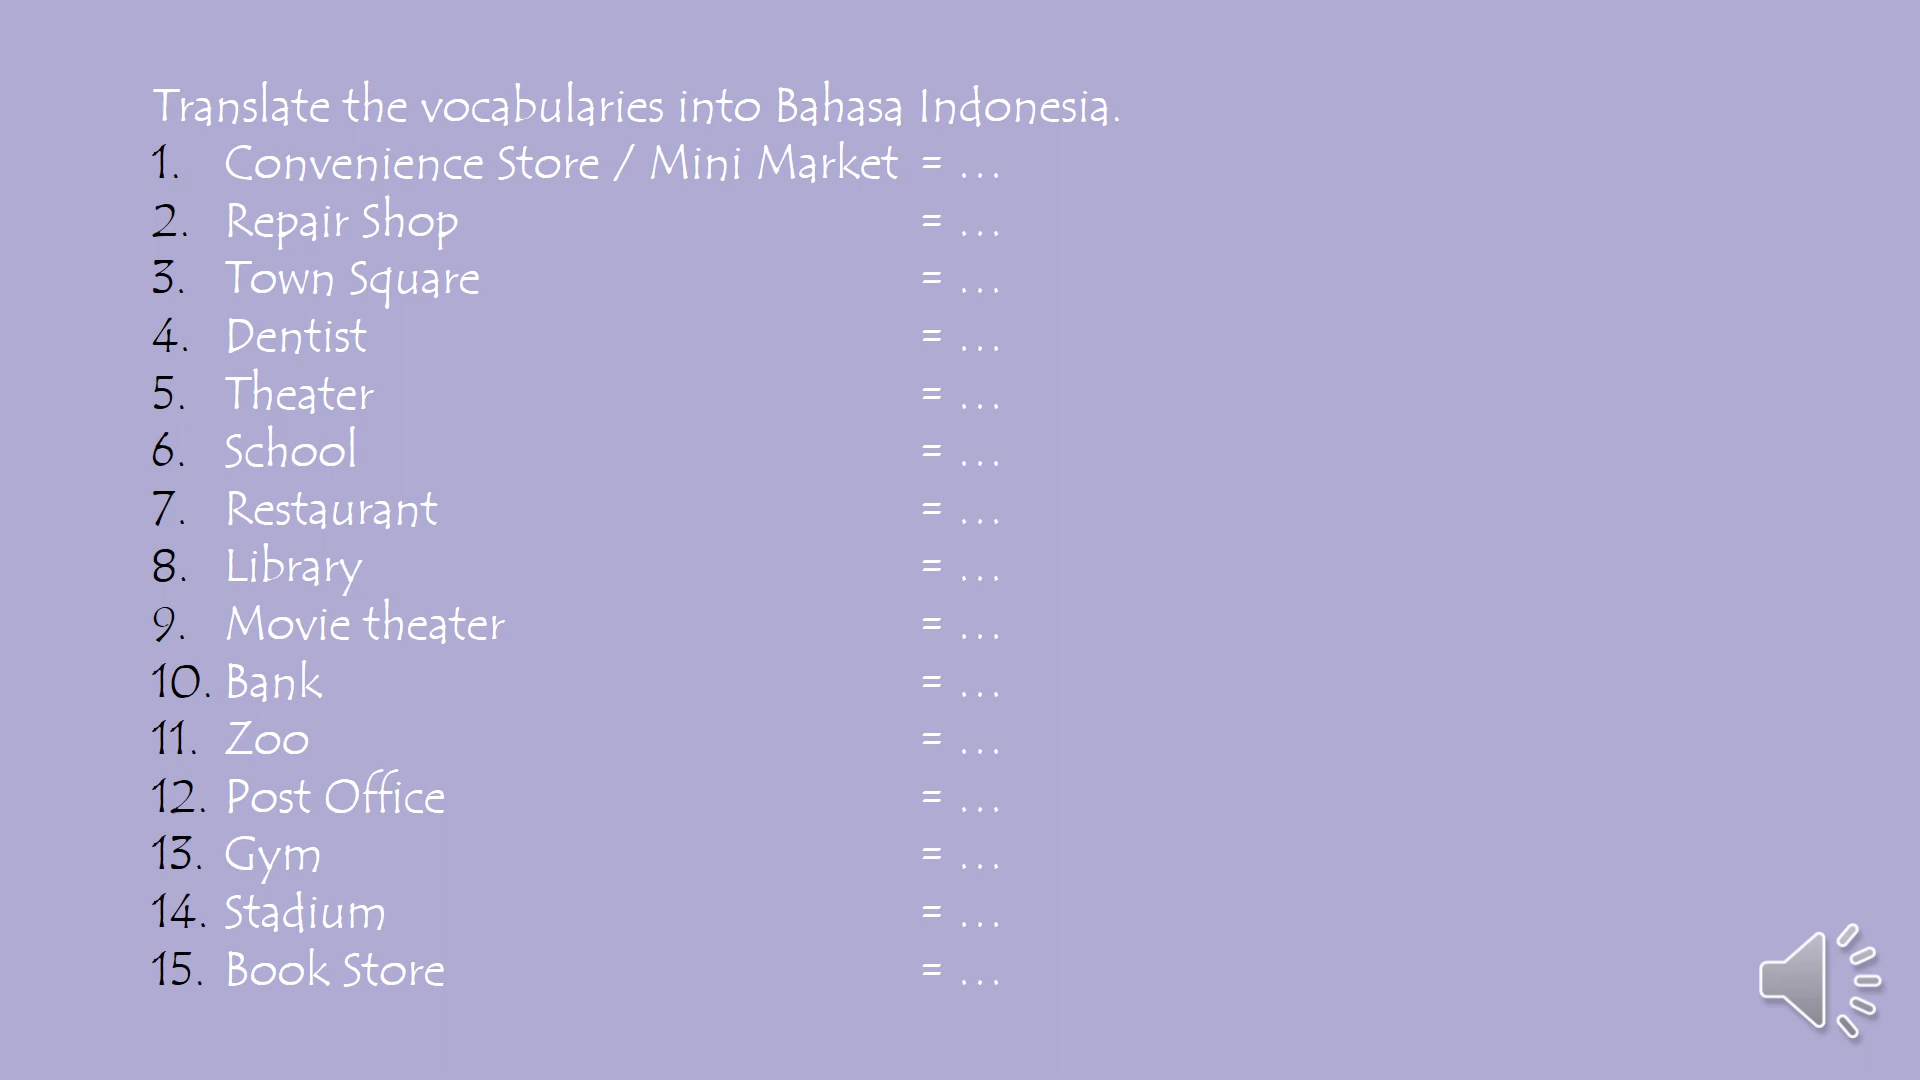 Translate the vocabularies into Bahasa Indonesia.
1. Convenience Store / Mini Market = ...
2. Repair Shop = ...
3. Town Square = ...
4. Dentist = ...
5. Theater = ...
6. School = ...
7. Restaurant = ...
8. Library = ...
9. Movie theater = ...
10. Bank = ...
11. Zoo = ...
12. Post Office = ...
13. Gym = ...
14. Stadium = ...
15. Book Store = ...